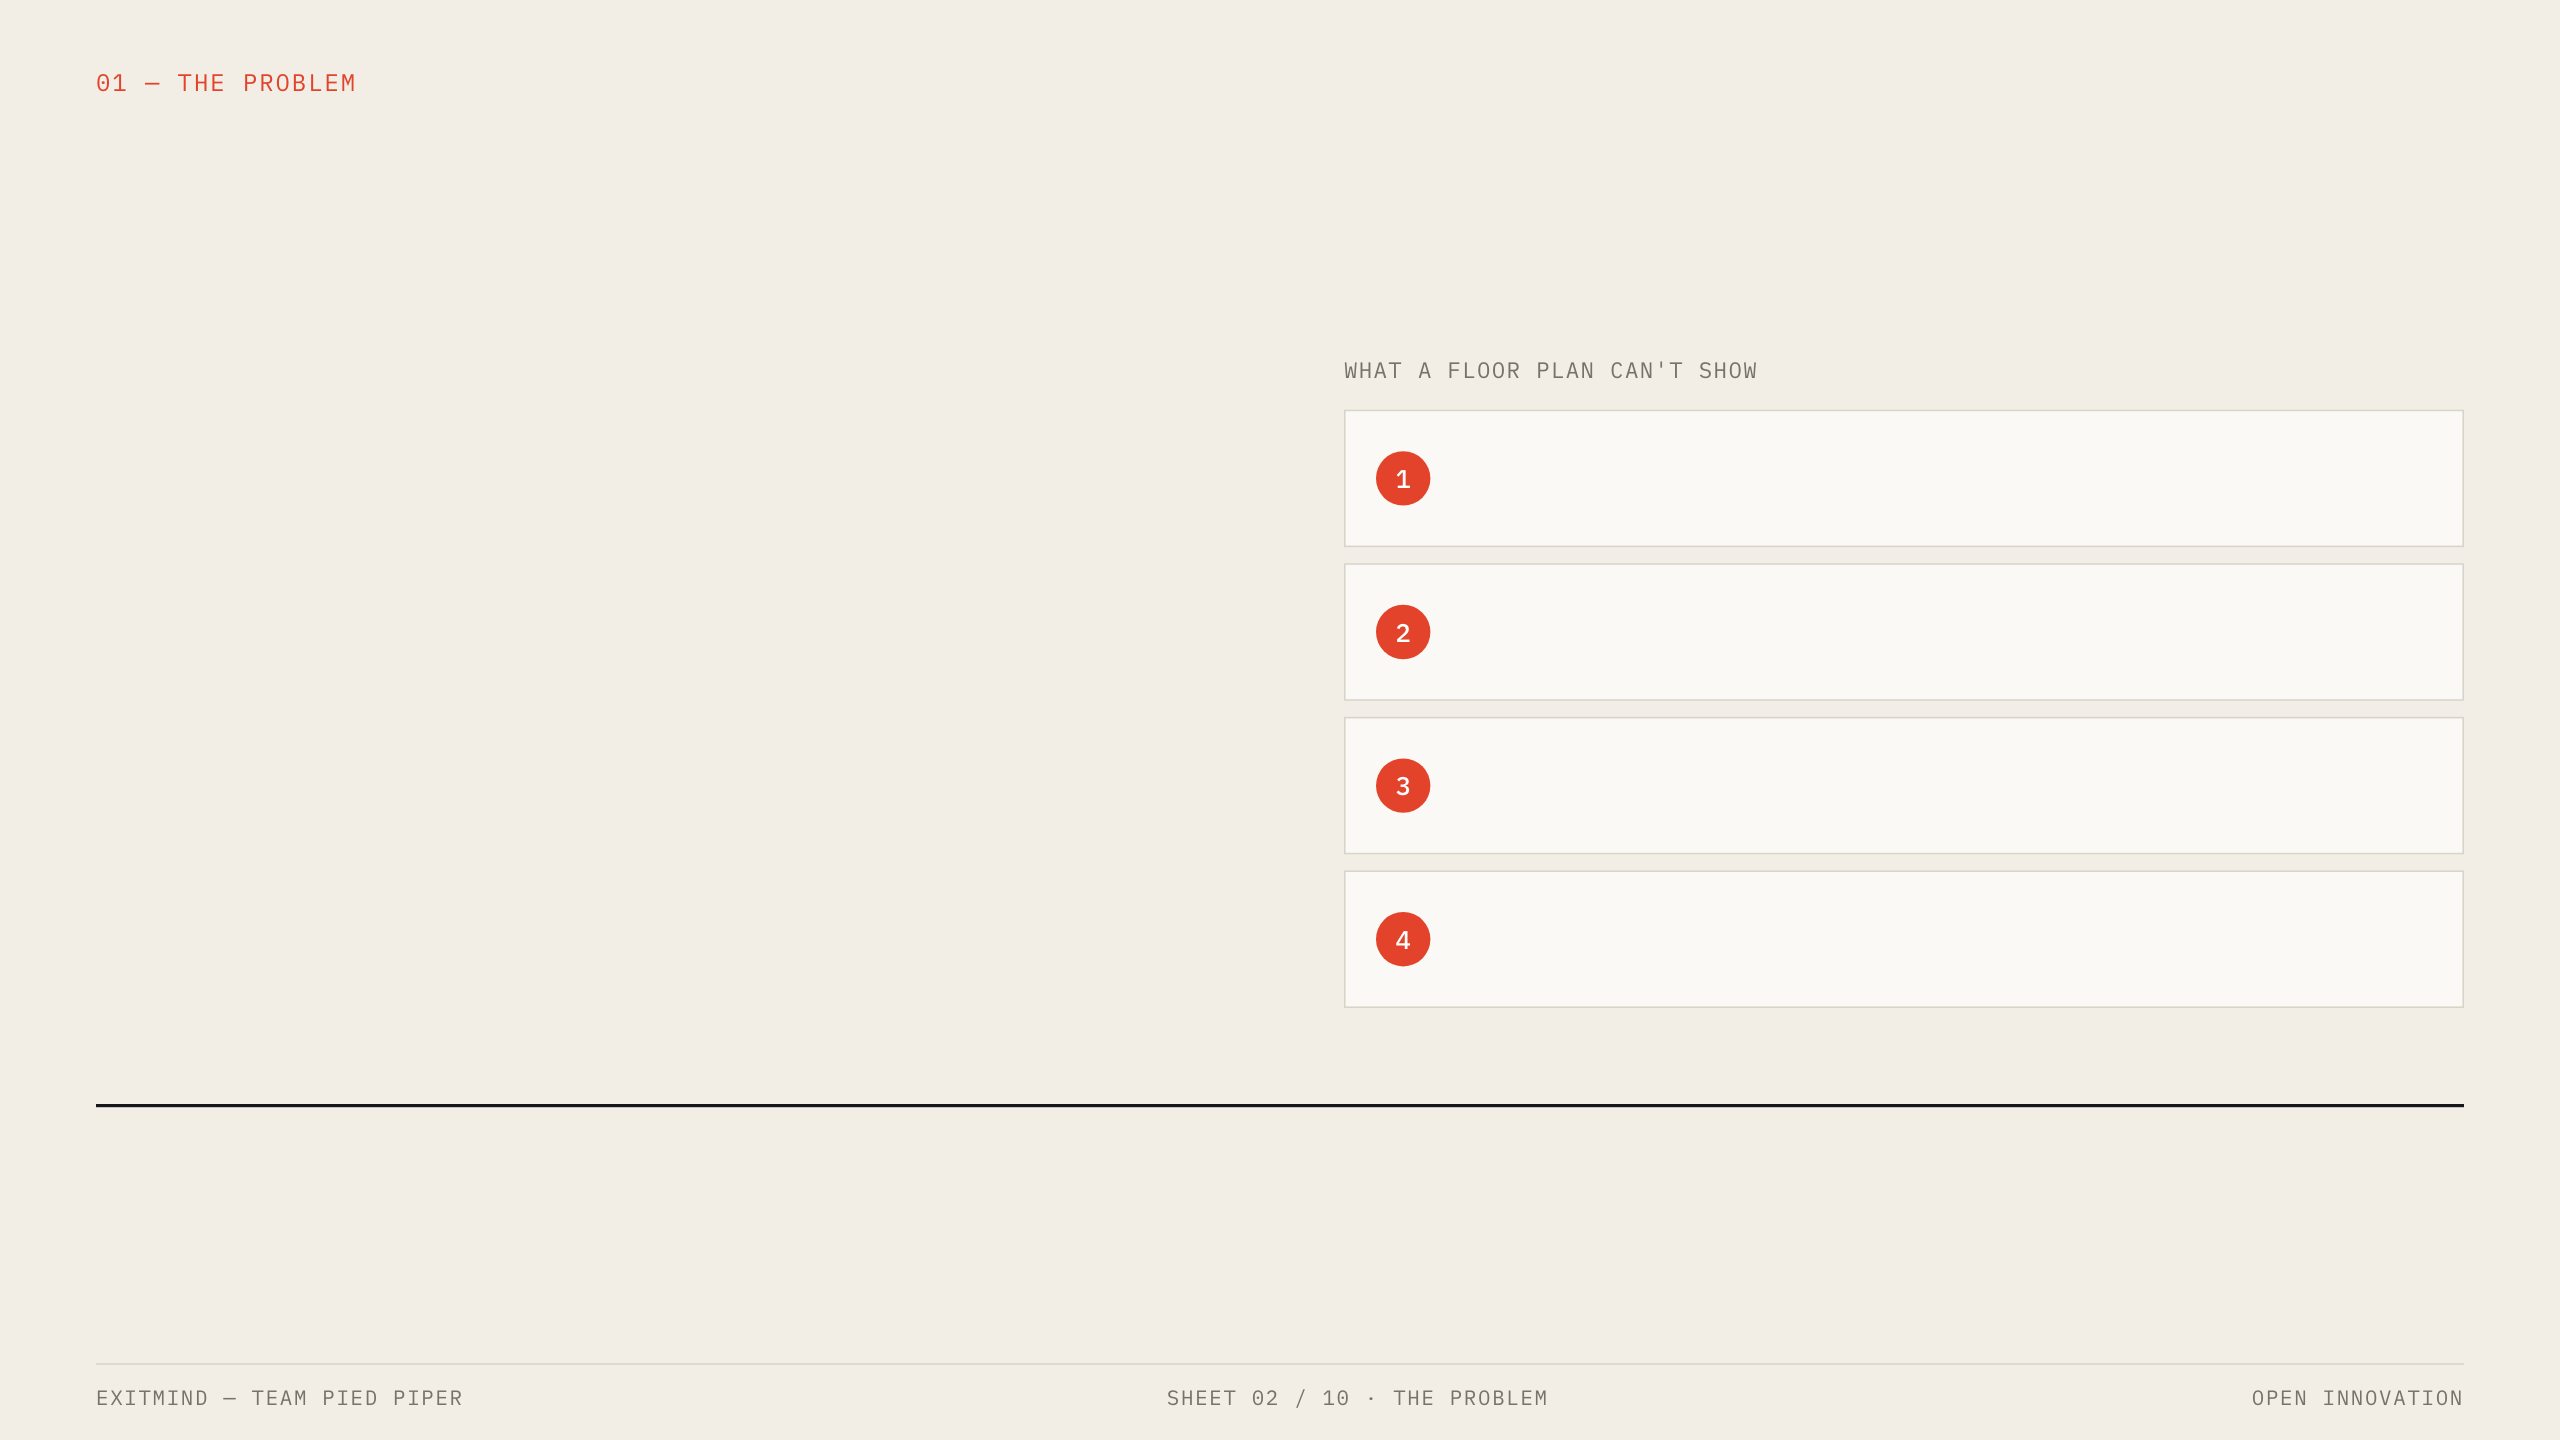 01 — THE PROBLEM
WHAT A FLOOR PLAN CAN'T SHOW
1
2
3
4
EXITMIND — TEAM PIED PIPER
SHEET 02 / 10 · THE PROBLEM
OPEN INNOVATION